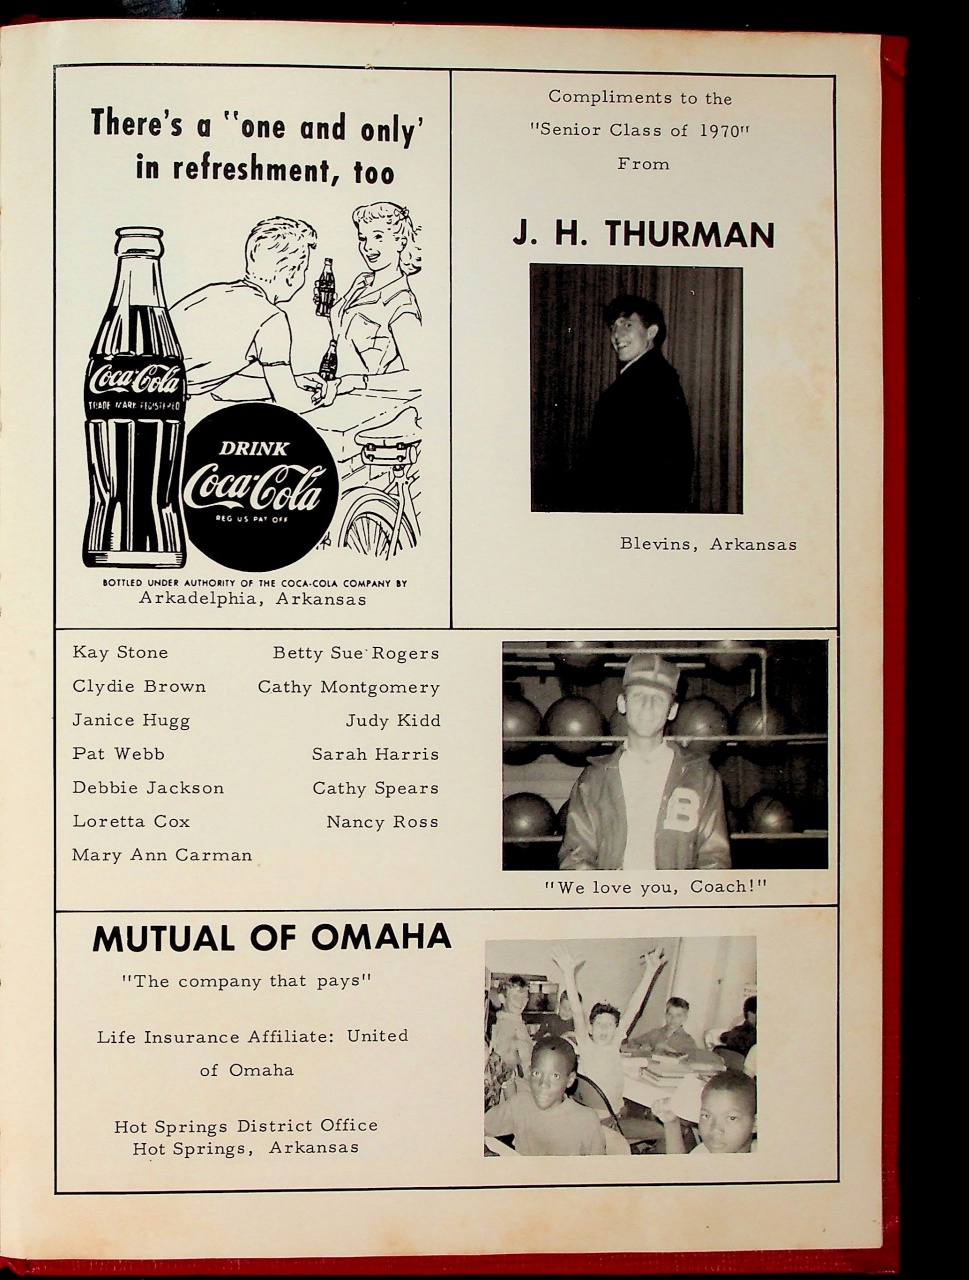 There's a "one and only'
in refreshment, too
Coca-Cola
TRADE MARK REGISTERED
DRINK
Coca-Cola
REG US PAT OFF
BOTTLED UNDER AUTHORITY OF THE COCA-COLA COMPANY BY
Arkadelphia, Arkansas
Compliments to the
"Senior Class of 1970"
From
J. H. THURMAN
Blevins, Arkansas
Kay Stone
Clydie Brown
Janice Hugg
Pat Webb
Debbie Jackson
Loretta Cox
Mary Ann Carman
Betty Sue Rogers
Cathy Montgomery
Judy Kidd
Sarah Harris
Cathy Spears
Nancy Ross
B
"We love you, Coach!"
MUTUAL OF OMAHA
"The company that pays"
Life Insurance Affiliate: United
of Omaha
Hot Springs District Office
Hot Springs, Arkansas